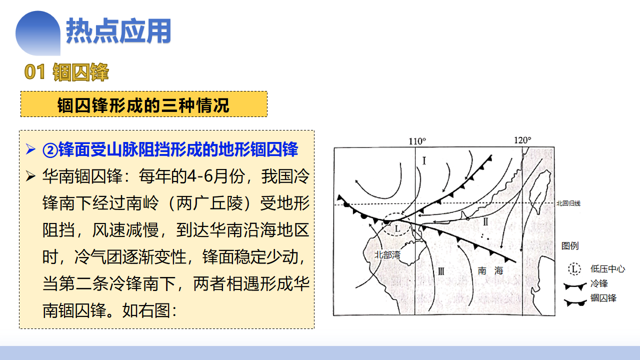 热点应用
01 锢囚锋
锢囚锋形成的三种情况
②锋面受山脉阻挡形成的地形锢囚锋
华南锢囚锋：每年的4-6月份，我国冷
锋南下经过南岭（两广丘陵）受地形
阻挡，风速减慢，到达华南沿海地区
时，冷气团逐渐变性，锋面稳定少动，
当第二条冷锋南下，两者相遇形成华
南锢囚锋。如右图：
110° 120°
Ⅰ
北回归线
L Ⅱ
北部湾
Ⅲ 南海
图例
L 低压中心
冷锋
锢囚锋